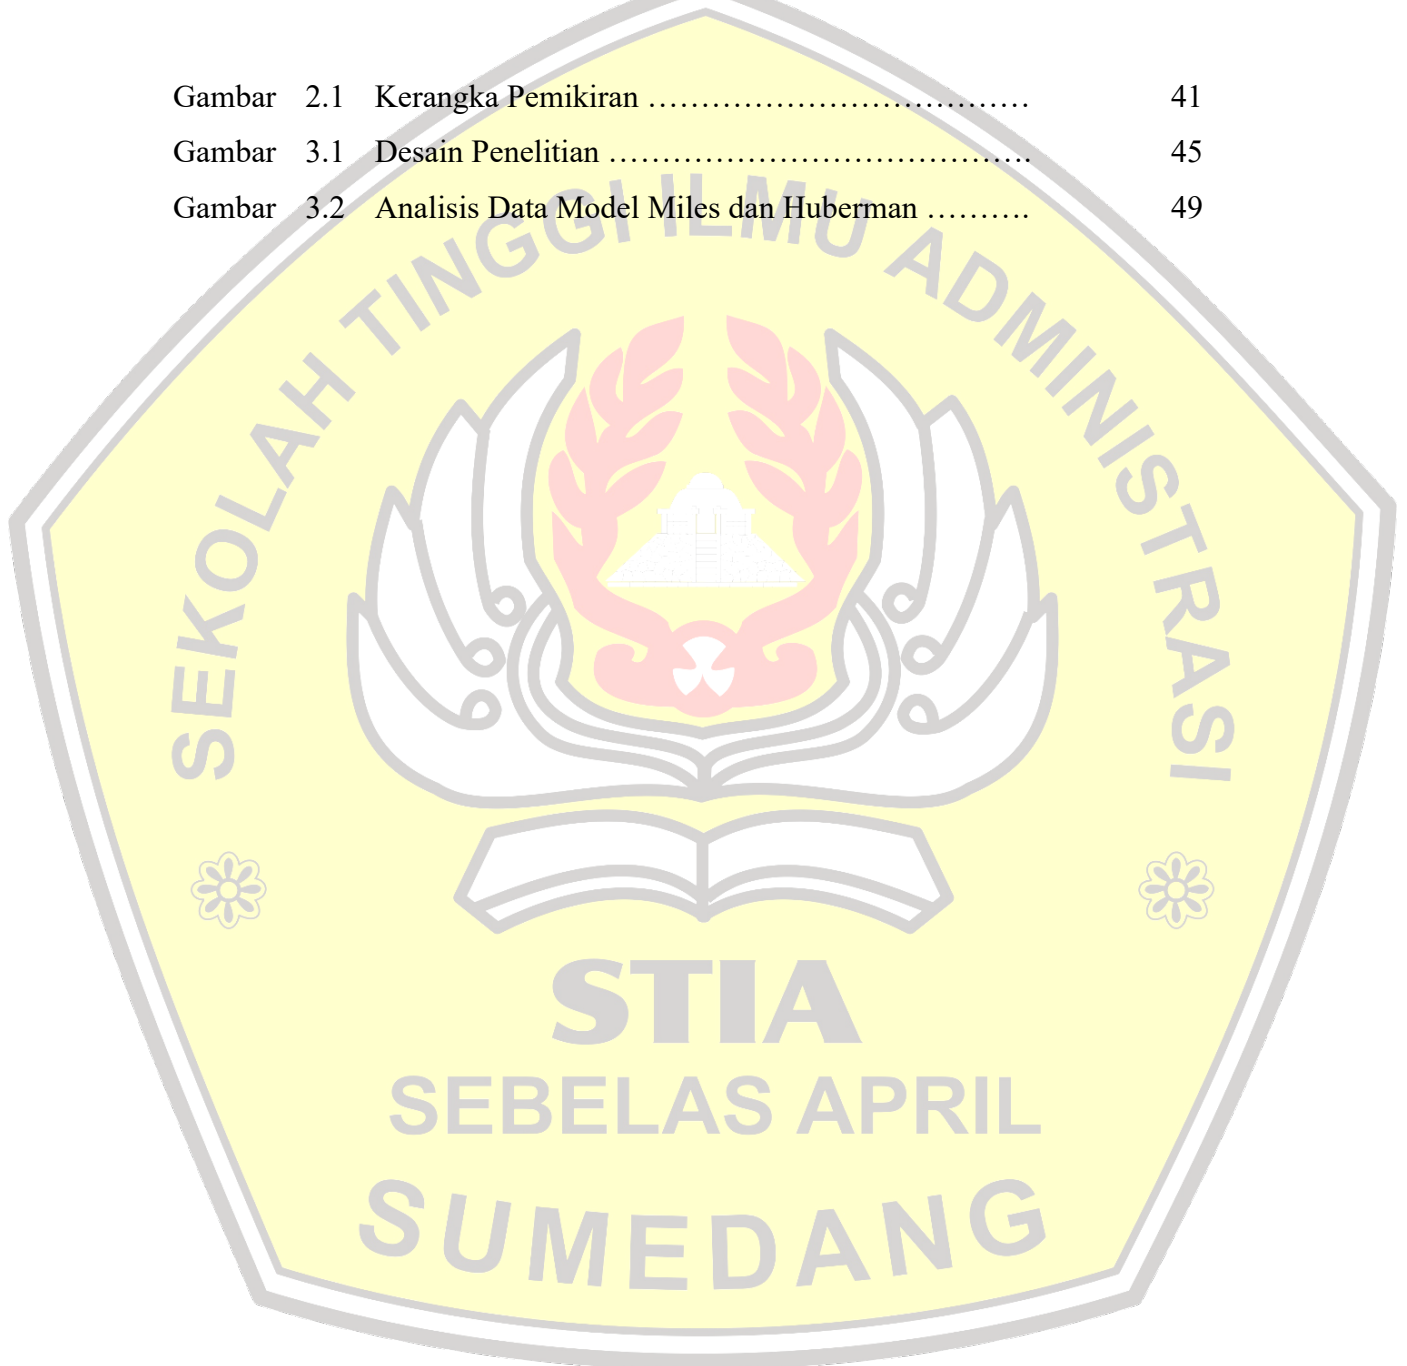 Gambar 2.1 Kerangka Pemikiran ……………………………… 41
Gambar 3.1 Desain Penelitian …………………………………. 45
Gambar 3.2 Analisis Data Model Miles dan Huberman ………. 49
SEKOLAH TINGGI ILMU ADMINISTRASI
STIA
SEBELAS APRIL
SUMEDANG